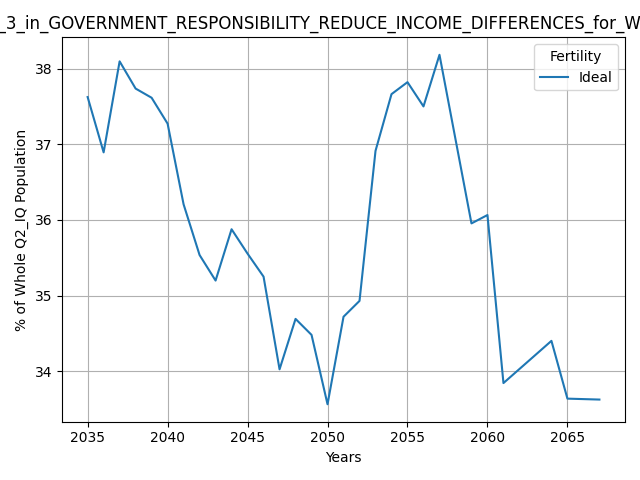 _3_in_GOVERNMENT_RESPONSIBILITY_REDUCE_INCOME_DIFFERENCES_for_W
Fertility
Ideal
% of Whole Q2_IQ Population
38
37
36
35
34
2035 2040 2045 2050 2055 2060 2065
Years